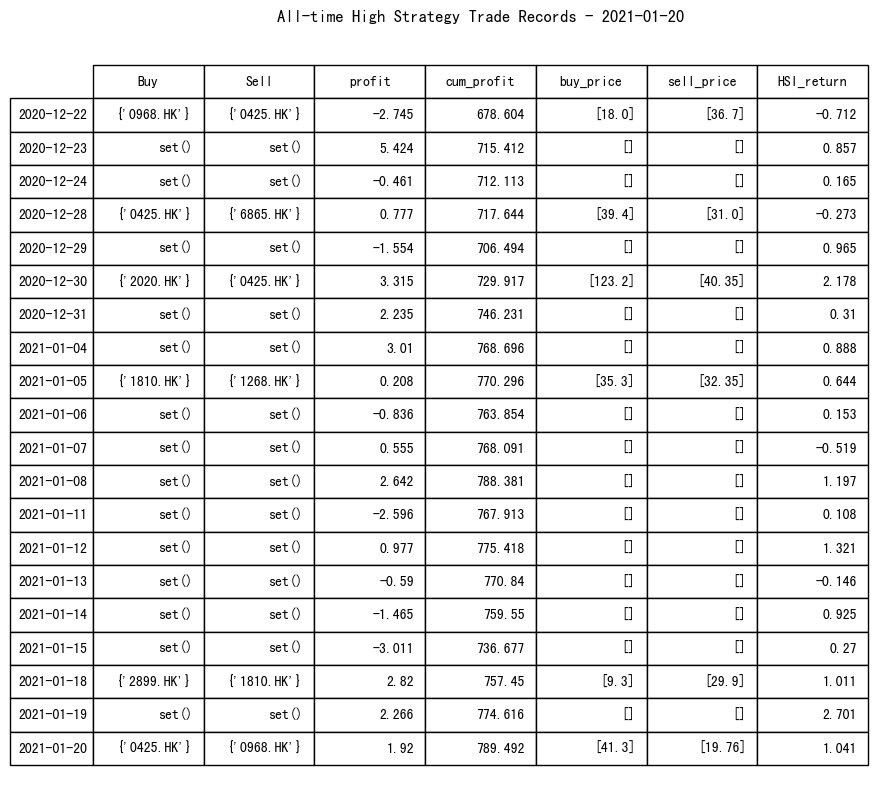 All-time High Strategy Trade Records - 2021-01-20
Buy Sell profit cum_profit buy_price sell_price HSI_return
2020-12-22 {'0968.HK'} {'0425.HK'} -2.745 678.604 [18.0] [36.7] -0.712
2020-12-23 set() set() 5.424 715.412 [] [] 0.857
2020-12-24 set() set() -0.461 712.113 [] [] 0.165
2020-12-28 {'0425.HK'} {'6865.HK'} 0.777 717.644 [39.4] [31.0] -0.273
2020-12-29 set() set() -1.554 706.494 [] [] 0.965
2020-12-30 {'2020.HK'} {'0425.HK'} 3.315 729.917 [123.2] [40.35] 2.178
2020-12-31 set() set() 2.235 746.231 [] [] 0.31
2021-01-04 set() set() 3.01 768.696 [] [] 0.888
2021-01-05 {'1810.HK'} {'1268.HK'} 0.208 770.296 [35.3] [32.35] 0.644
2021-01-06 set() set() -0.836 763.854 [] [] 0.153
2021-01-07 set() set() 0.555 768.091 [] [] -0.519
2021-01-08 set() set() 2.642 788.381 [] [] 1.197
2021-01-11 set() set() -2.596 767.913 [] [] 0.108
2021-01-12 set() set() 0.977 775.418 [] [] 1.321
2021-01-13 set() set() -0.59 770.84 [] [] -0.146
2021-01-14 set() set() -1.465 759.55 [] [] 0.925
2021-01-15 set() set() -3.011 736.677 [] [] 0.27
2021-01-18 {'2899.HK'} {'1810.HK'} 2.82 757.45 [9.3] [29.9] 1.011
2021-01-19 set() set() 2.266 774.616 [] [] 2.701
2021-01-20 {'0425.HK'} {'0968.HK'} 1.92 789.492 [41.3] [19.76] 1.041